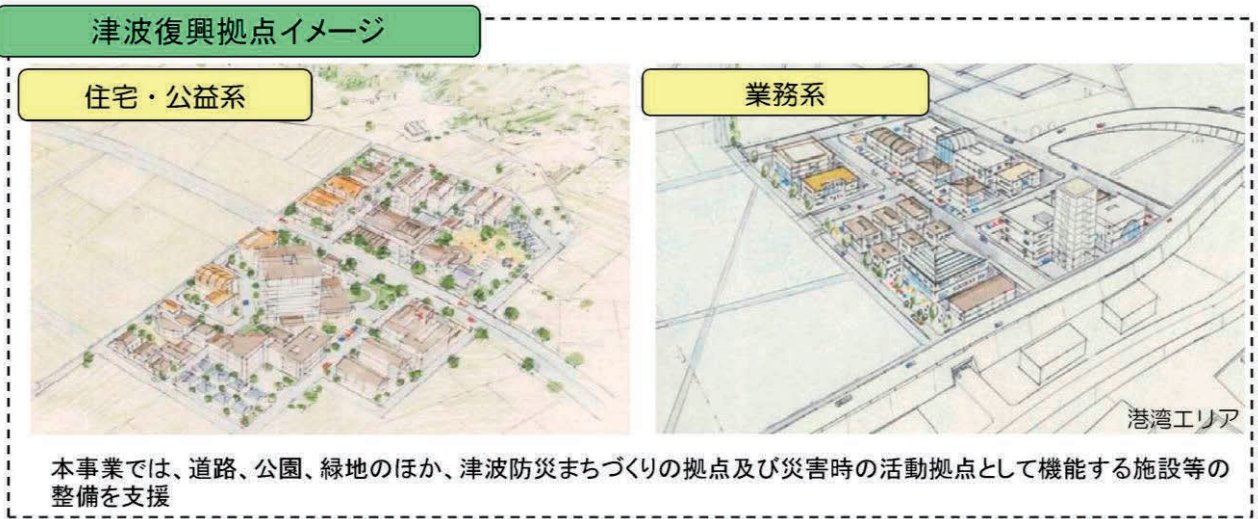 津波復興拠点イメージ
住宅・公益系
業務系
港湾エリア
本事業では、道路、公園、緑地のほか、津波防災まちづくりの拠点及び災害時の活動拠点として機能する施設等の
整備を支援